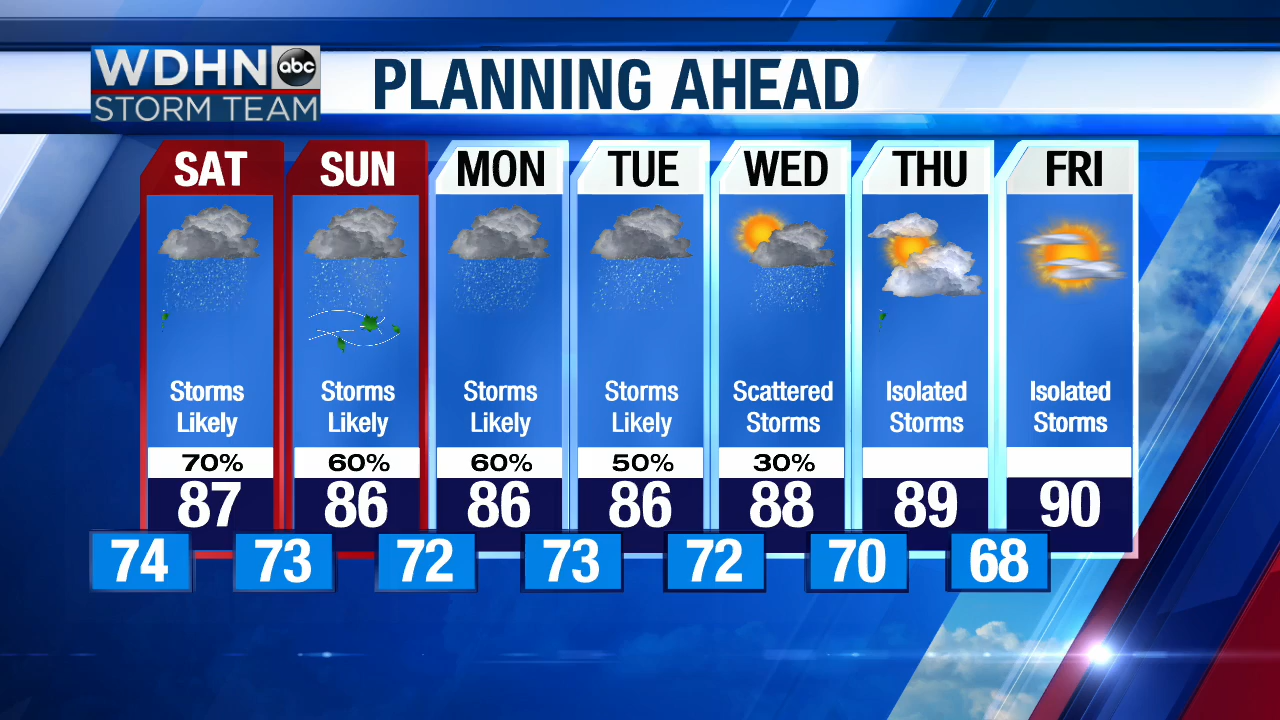 WDHN abc
STORM TEAM
PLANNING AHEAD
SAT SUN MON TUE WED THU FRI
Storms Storms Storms Storms Scattered Isolated Isolated
Likely Likely Likely Likely Storms Storms Storms
70% 60% 60% 50% 30%
87 86 86 86 88 89 90
74 73 72 73 72 70 68